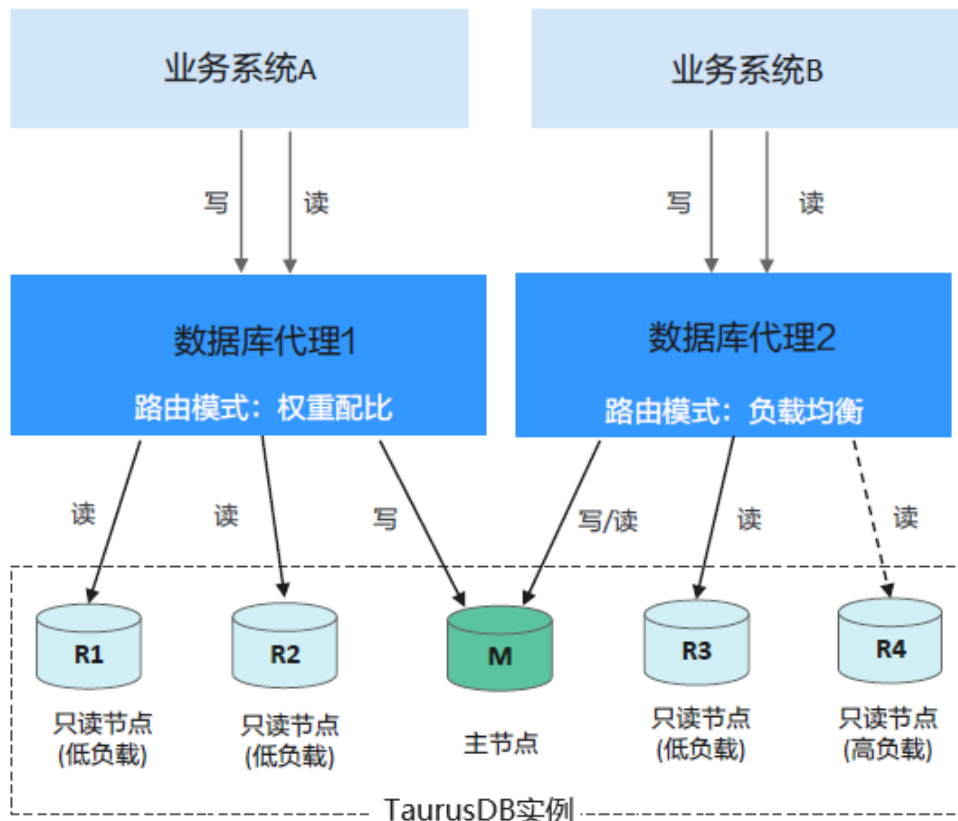 业务系统A
业务系统B
写
读
写
读
数据库代理1
路由模式：权重配比
数据库代理2
路由模式：负载均衡
读
读
写
写/读
读
读
R1
R2
M
R3
R4
只读节点
(低负载)
只读节点
(低负载)
主节点
只读节点
(低负载)
只读节点
(高负载)
TaurusDB实例